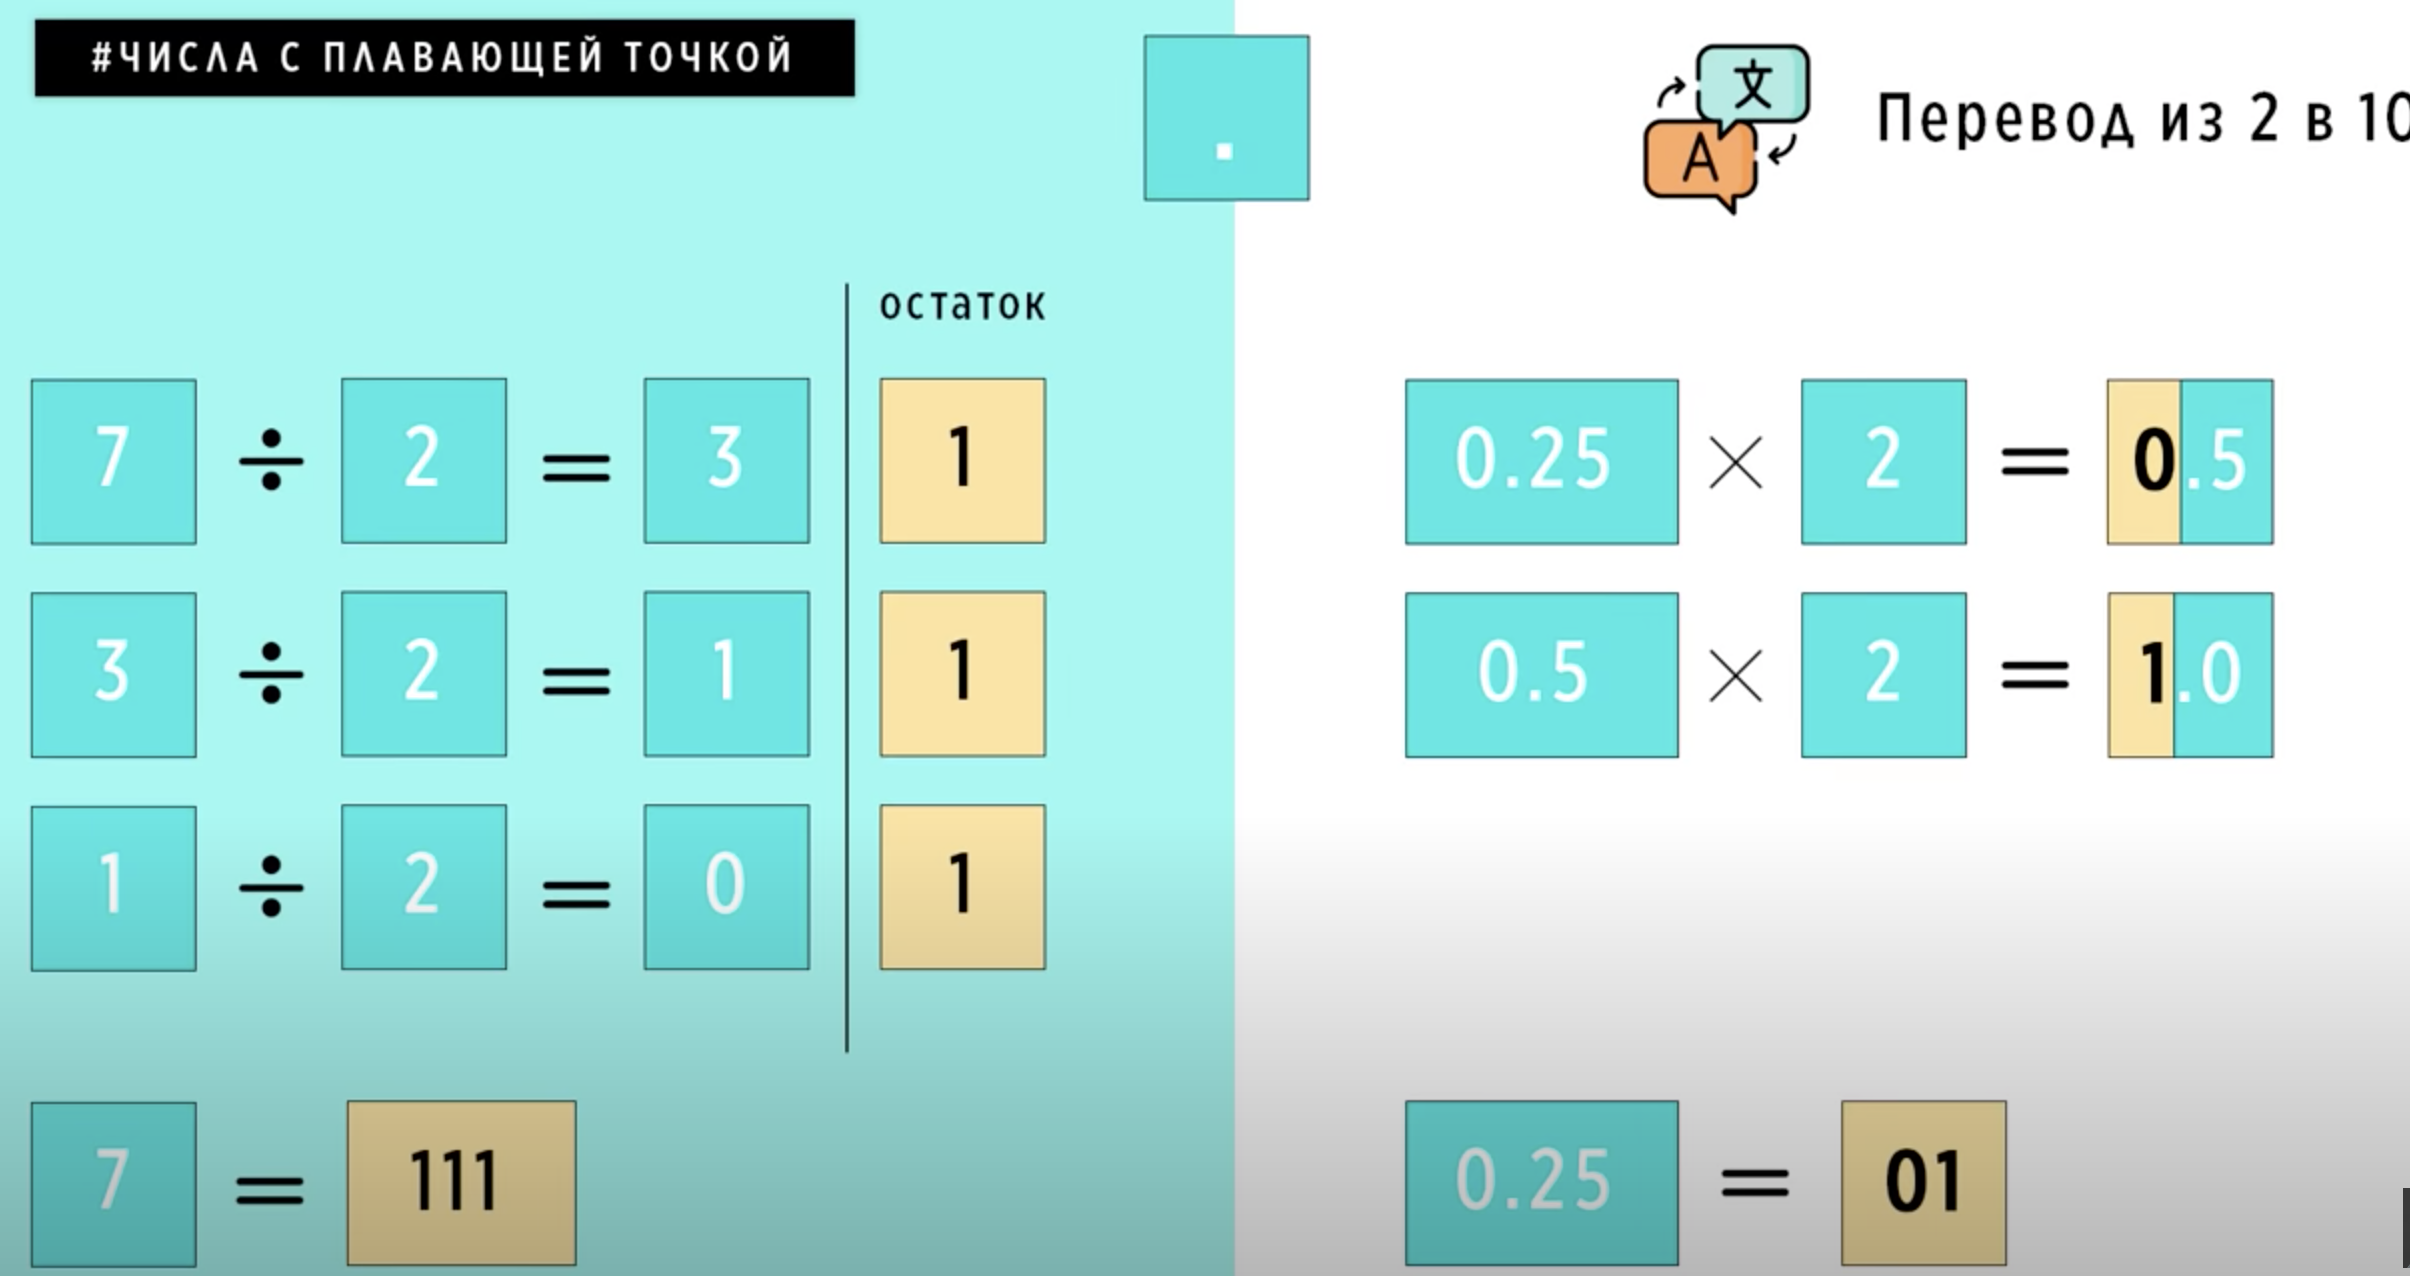 #ЧИСЛА С ПЛАВАЮЩЕЙ ТОЧКОЙ
.
文
A
Перевод из 2 в 10
остаток
7 ÷ 2 = 3 1
3 ÷ 2 = 1 1
1 ÷ 2 = 0 1
7 = 111
0.25 × 2 = 0.5
0.5 × 2 = 1.0
0.25 = 01